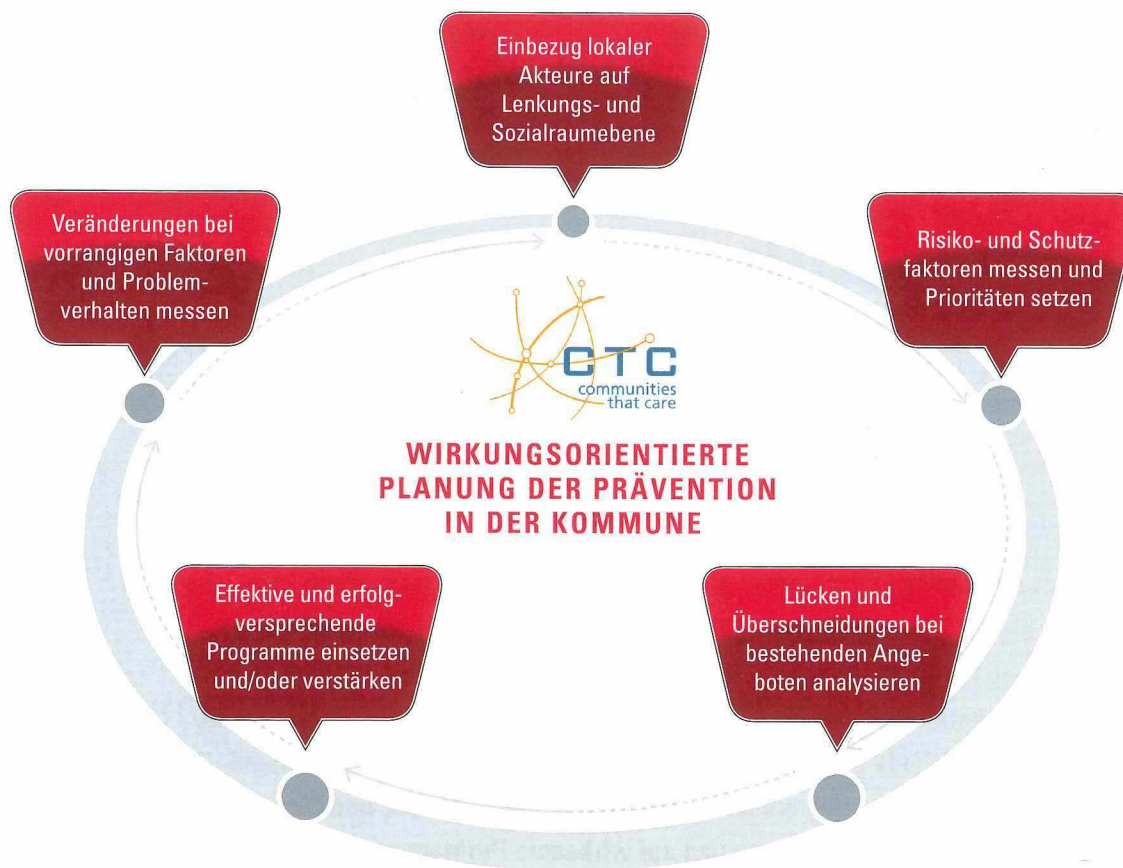 Einbezug lokaler
Akteure auf
Lenkungs- und
Sozialraumebene
Veränderungen bei
vorrangigen Faktoren
und Problem-
verhalten messen
Risiko- und Schutz-
faktoren messen und
Prioritäten setzen
CTC
communities
that care
WIRKUNGSORIENTIERTE
PLANUNG DER PRÄVENTION
IN DER KOMMUNE
Effektive und erfolg-
versprechende
Programme einsetzen
und/oder verstärken
Lücken und
Überschneidungen bei
bestehenden Ange-
boten analysieren